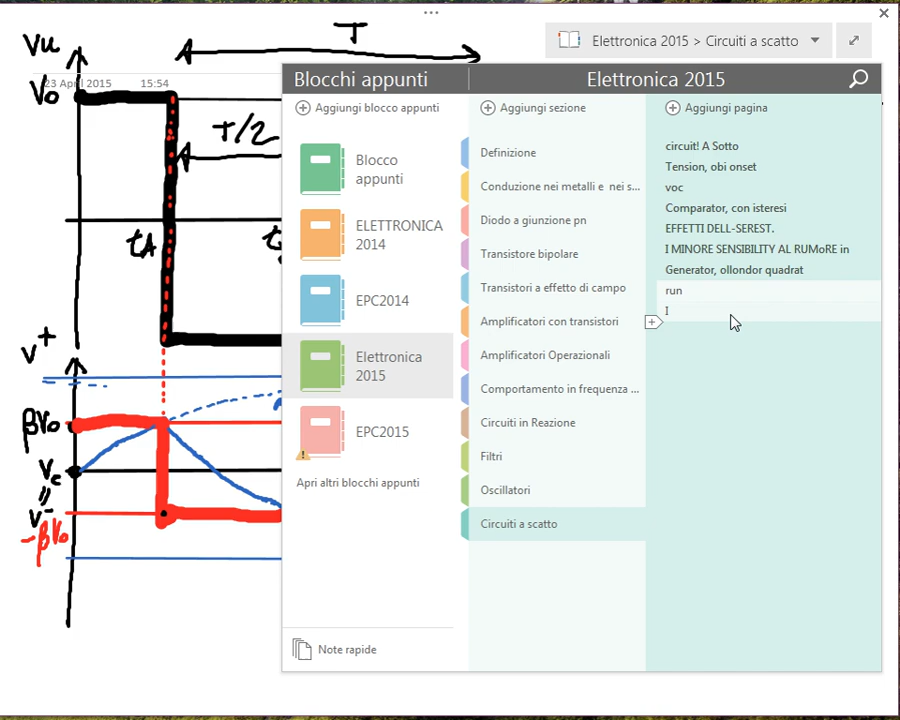 Vu
T
23 April 2015 15:54
Vo
T/2
tA
t
V+
βVo
Vc
=
V-
-βVo
Elettronica 2015 > Circuiti a scatto
Blocchi appunti
Elettronica 2015
Aggiungi blocco appunti
Blocco
appunti
ELETTRONICA
2014
EPC2014
Elettronica
2015
EPC2015
Apri altri blocchi appunti
Note rapide
Aggiungi sezione
Definizione
Conduzione nei metalli e nei s...
Diodo a giunzione pn
Transistore bipolare
Transistori a effetto di campo
Amplificatori con transistori
Amplificatori Operazionali
Comportamento in frequenza ...
Circuiti in Reazione
Filtri
Oscillatori
Circuiti a scatto
Aggiungi pagina
circuit! A Sotto
Tension, obi onset
voc
Comparator, con isteresi
EFFETTI DELL-SEREST.
I MINORE SENSIBILITY AL RUMoRE in
Generator, ollondor quadrat
run
I